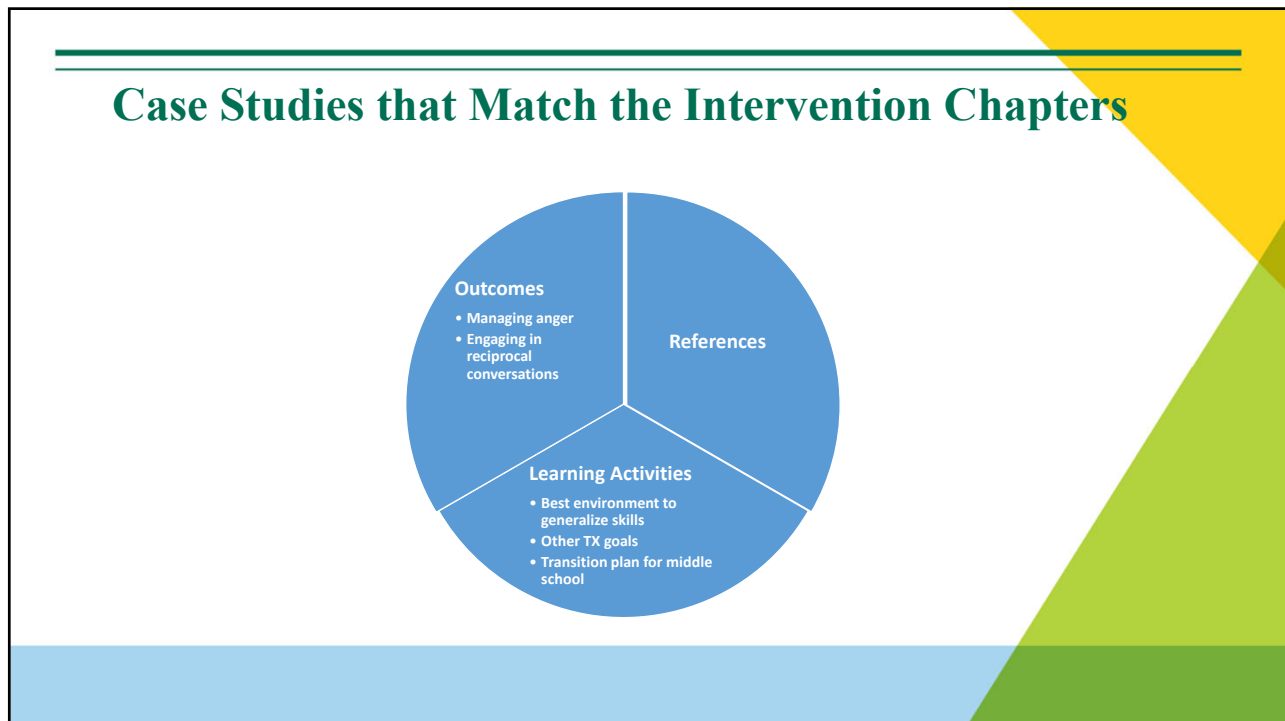 Case Studies that Match the Intervention Chapters
Outcomes
• Managing anger
• Engaging in
reciprocal
conversations
References
Learning Activities
• Best environment to
generalize skills
• Other TX goals
• Transition plan for middle
school